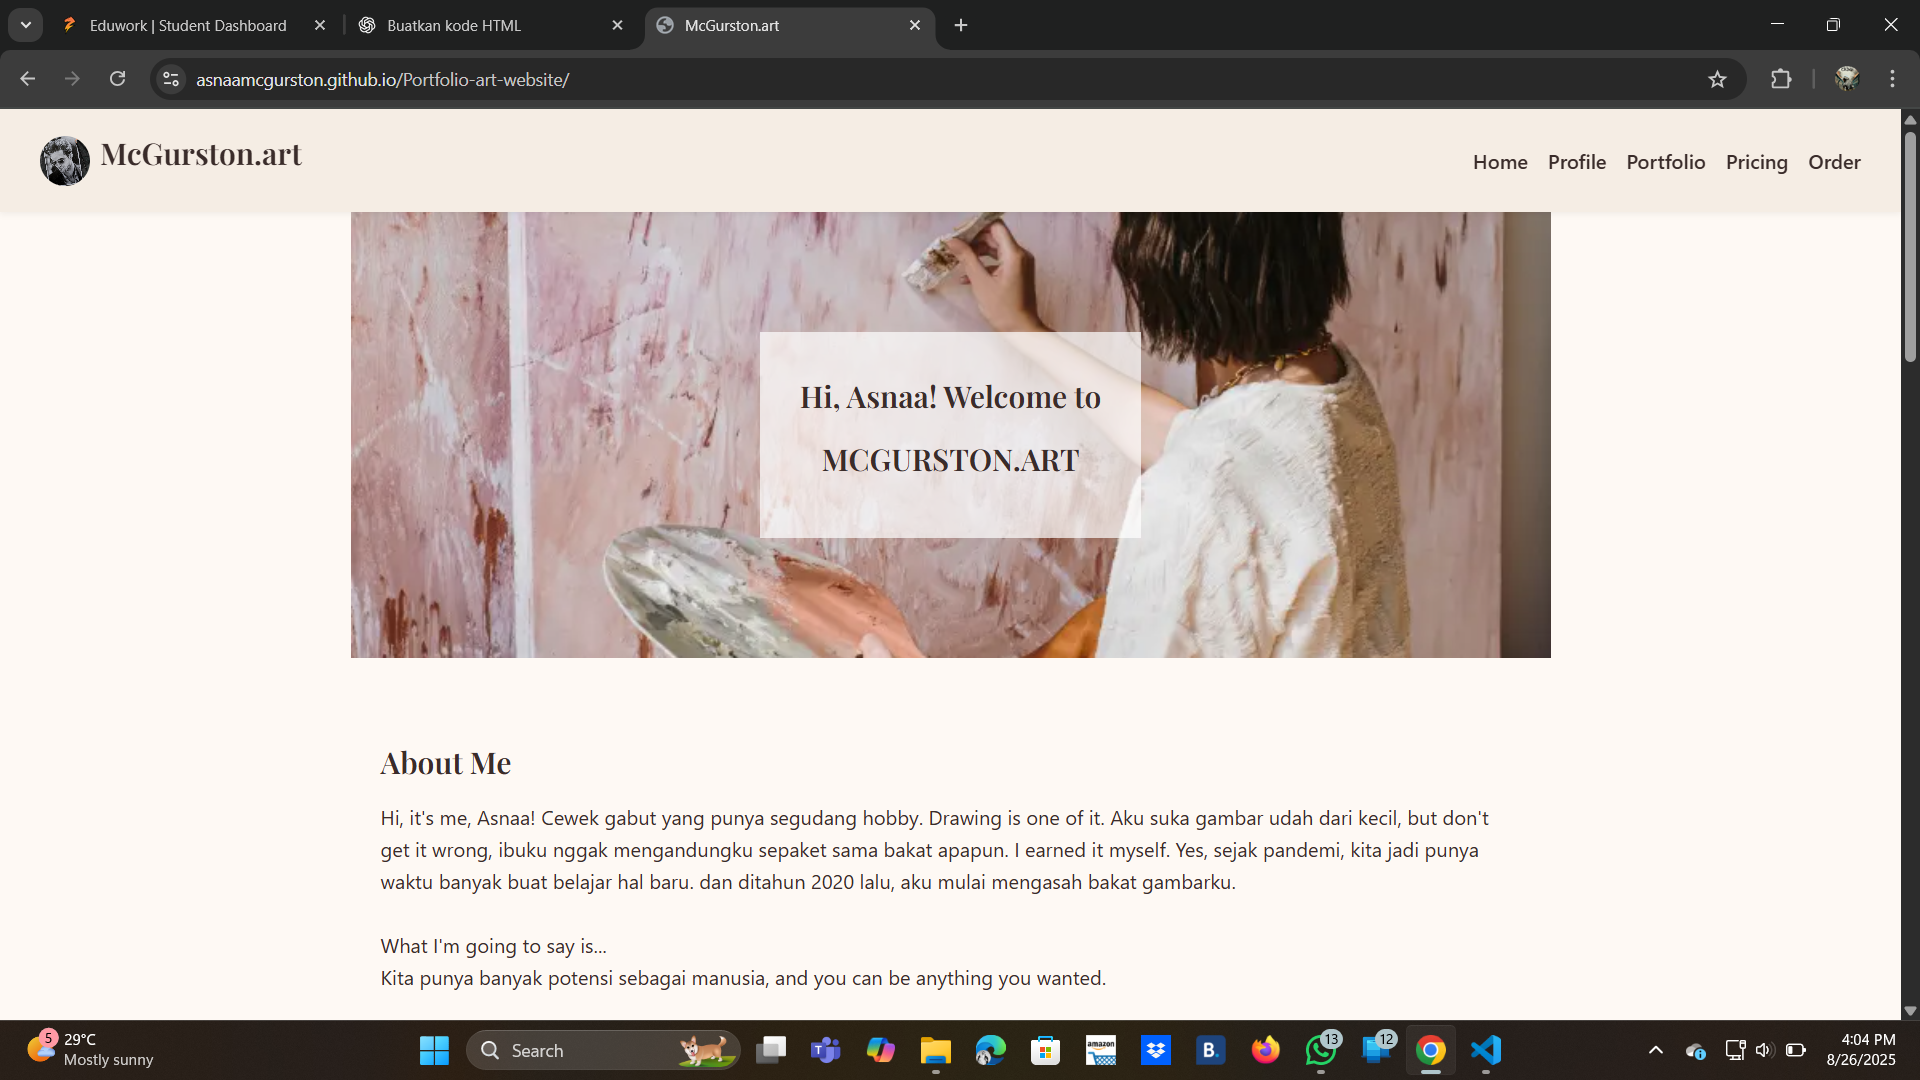 Eduwork | Student Dashboard
Buatkan kode HTML
McGurston.art
asnaamcgurston.github.io/Portfolio-art-website/
McGurston.art
Home Profile Portfolio Pricing Order
Hi, Asnaa! Welcome to
MCGURSTON.ART
About Me
Hi, it's me, Asnaa! Cewek gabut yang punya segudang hobby. Drawing is one of it. Aku suka gambar udah dari kecil, but don't
get it wrong, ibuku nggak mengandungku sepaket sama bakat apapun. I earned it myself. Yes, sejak pandemi, kita jadi punya
waktu banyak buat belajar hal baru. dan ditahun 2020 lalu, aku mulai mengasah bakat gambarku.
What I'm going to say is...
Kita punya banyak potensi sebagai manusia, and you can be anything you wanted.
5
29°C
Mostly sunny
Search
amazon
B.
13
12
4:04 PM
8/26/2025